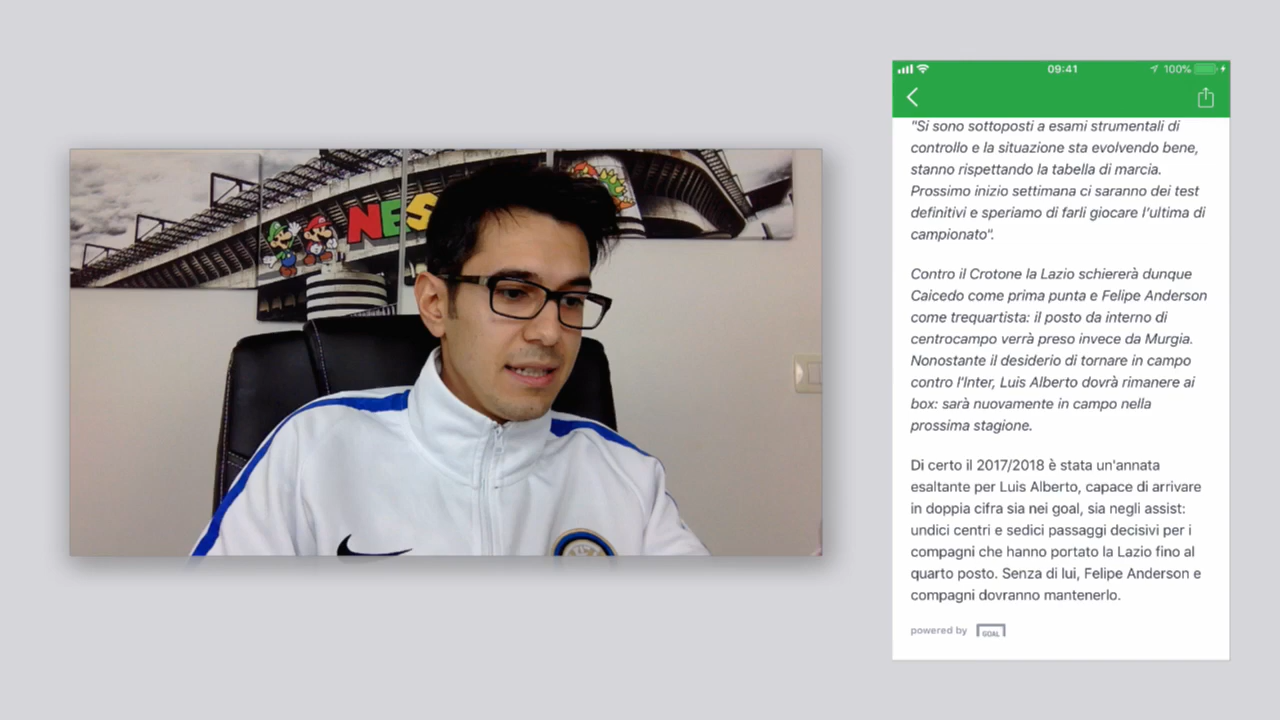 NES
09:41
100%
"Si sono sottoposti a esami strumentali di
controllo e la situazione sta evolvendo bene,
stanno rispettando la tabella di marcia.
Prossimo inizio settimana ci saranno dei test
definitivi e speriamo di farli giocare l'ultima di
campionato".
Contro il Crotone la Lazio schiererà dunque
Caicedo come prima punta e Felipe Anderson
come trequartista: il posto da interno di
centrocampo verrà preso invece da Murgia.
Nonostante il desiderio di tornare in campo
contro l'Inter, Luis Alberto dovrà rimanere ai
box: sarà nuovamente in campo nella
prossima stagione.
Di certo il 2017/2018 è stata un'annata
esaltante per Luis Alberto, capace di arrivare
in doppia cifra sia nei goal, sia negli assist:
undici centri e sedici passaggi decisivi per i
compagni che hanno portato la Lazio fino al
quarto posto. Senza di lui, Felipe Anderson e
compagni dovranno mantenerlo.
powered by GOAL